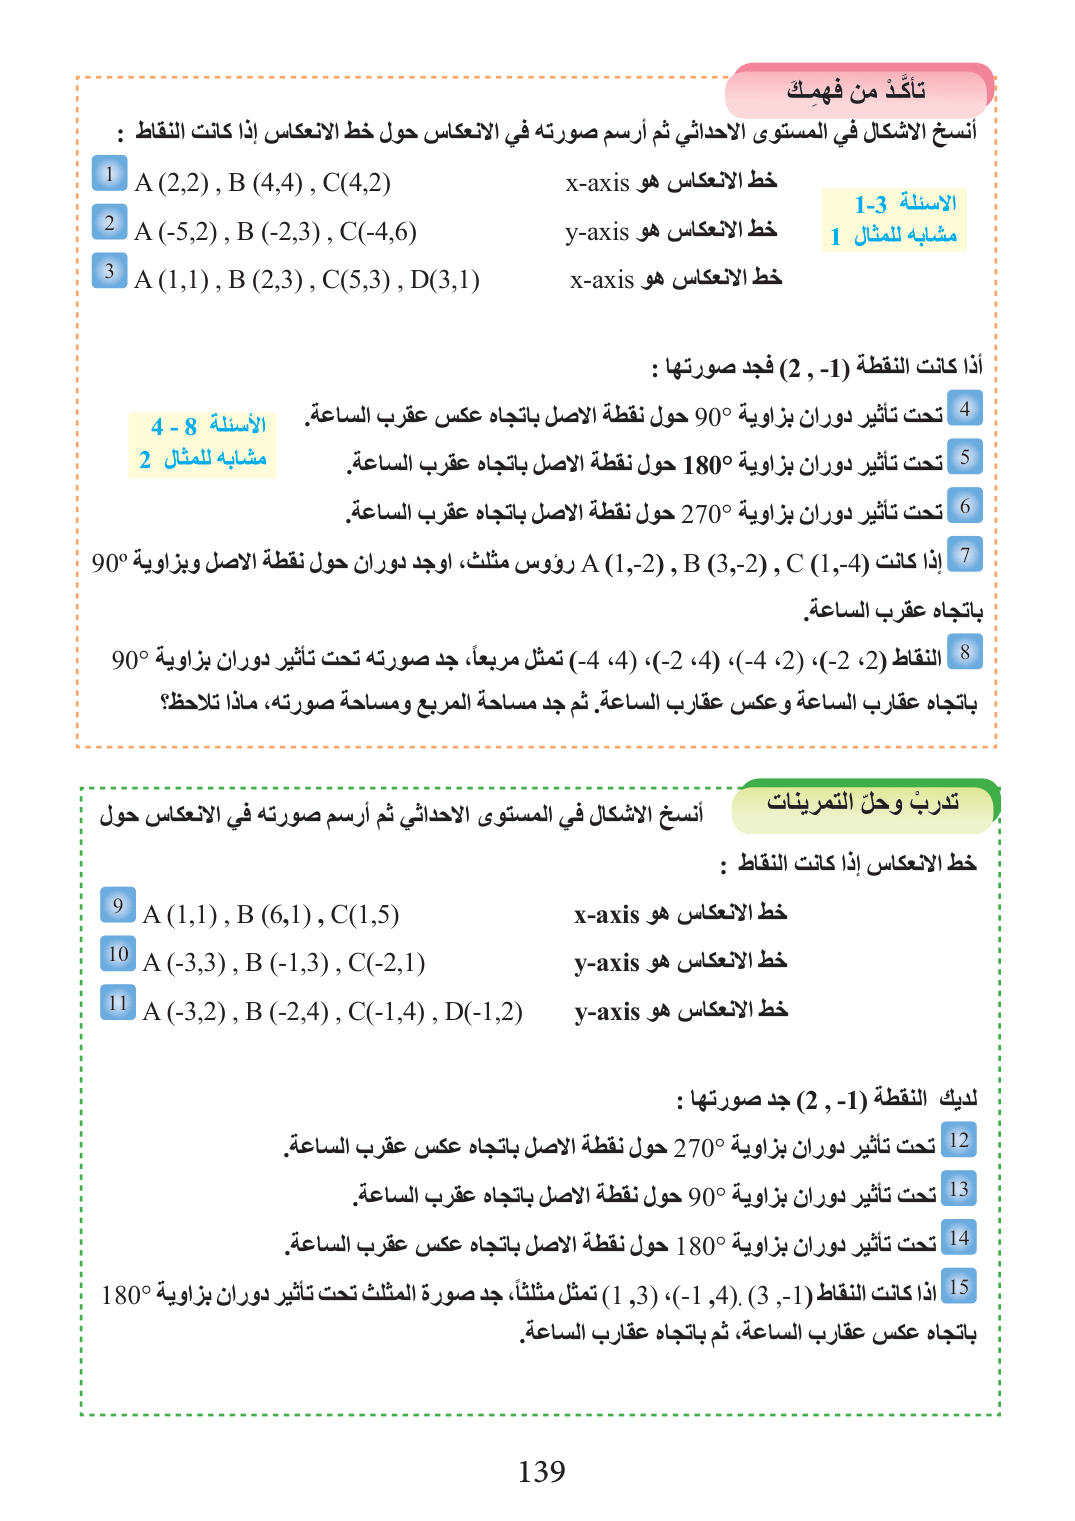 تأكَّدْ من فهمِكَ
أنسخ الاشكال في المستوى الاحداثي ثم أرسم صورته في الانعكاس حول خط الانعكاس إذا كانت النقاط :
1 A (2,2) , B (4,4) , C(4,2) خط الانعكاس هو x-axis
الاسئلة 3-1
2 A (-5,2) , B (-2,3) , C(-4,6) خط الانعكاس هو y-axis
مشابه للمثال 1
3 A (1,1) , B (2,3) , C(5,3) , D(3,1) خط الانعكاس هو x-axis
أذا كانت النقطة (2 , -1) فجد صورتها :
4 تحت تأثير دوران بزاوية 90° حول نقطة الاصل باتجاه عكس عقرب الساعة.
الأسئلة 8 - 4
مشابه للمثال 2
5 تحت تأثير دوران بزاوية 180° حول نقطة الاصل باتجاه عقرب الساعة.
6 تحت تأثير دوران بزاوية 270° حول نقطة الاصل باتجاه عقرب الساعة.
7 إذا كانت A (1,-2) , B (3,-2) , C (1,-4) رؤوس مثلث، اوجد دوران حول نقطة الاصل وبزاوية 90º
باتجاه عقرب الساعة.
8 النقاط (2، 2-)، (2، 4-)، (4، 2-)، (4، 4-) تمثل مربعاً، جد صورته تحت تأثير دوران بزاوية 90°
باتجاه عقارب الساعة وعكس عقارب الساعة. ثم جد مساحة المربع ومساحة صورته، ماذا تلاحظ؟
تدربْ وحلّ التمرينات
أنسخ الاشكال في المستوى الاحداثي ثم أرسم صورته في الانعكاس حول
خط الانعكاس إذا كانت النقاط :
9 A (1,1) , B (6,1) , C(1,5) خط الانعكاس هو x-axis
10 A (-3,3) , B (-1,3) , C(-2,1) خط الانعكاس هو y-axis
11 A (-3,2) , B (-2,4) , C(-1,4) , D(-1,2) خط الانعكاس هو y-axis
لديك النقطة (2 , -1) جد صورتها :
12 تحت تأثير دوران بزاوية 270° حول نقطة الاصل باتجاه عكس عقرب الساعة.
13 تحت تأثير دوران بزاوية 90° حول نقطة الاصل باتجاه عقرب الساعة.
14 تحت تأثير دوران بزاوية 180° حول نقطة الاصل باتجاه عكس عقرب الساعة.
15 اذا كانت النقاط (3 ,-1) ,(-1 ,4)، (1 ,3) تمثل مثلثاً، جد صورة المثلث تحت تأثير دوران بزاوية 180°
باتجاه عكس عقارب الساعة، ثم باتجاه عقارب الساعة.
139